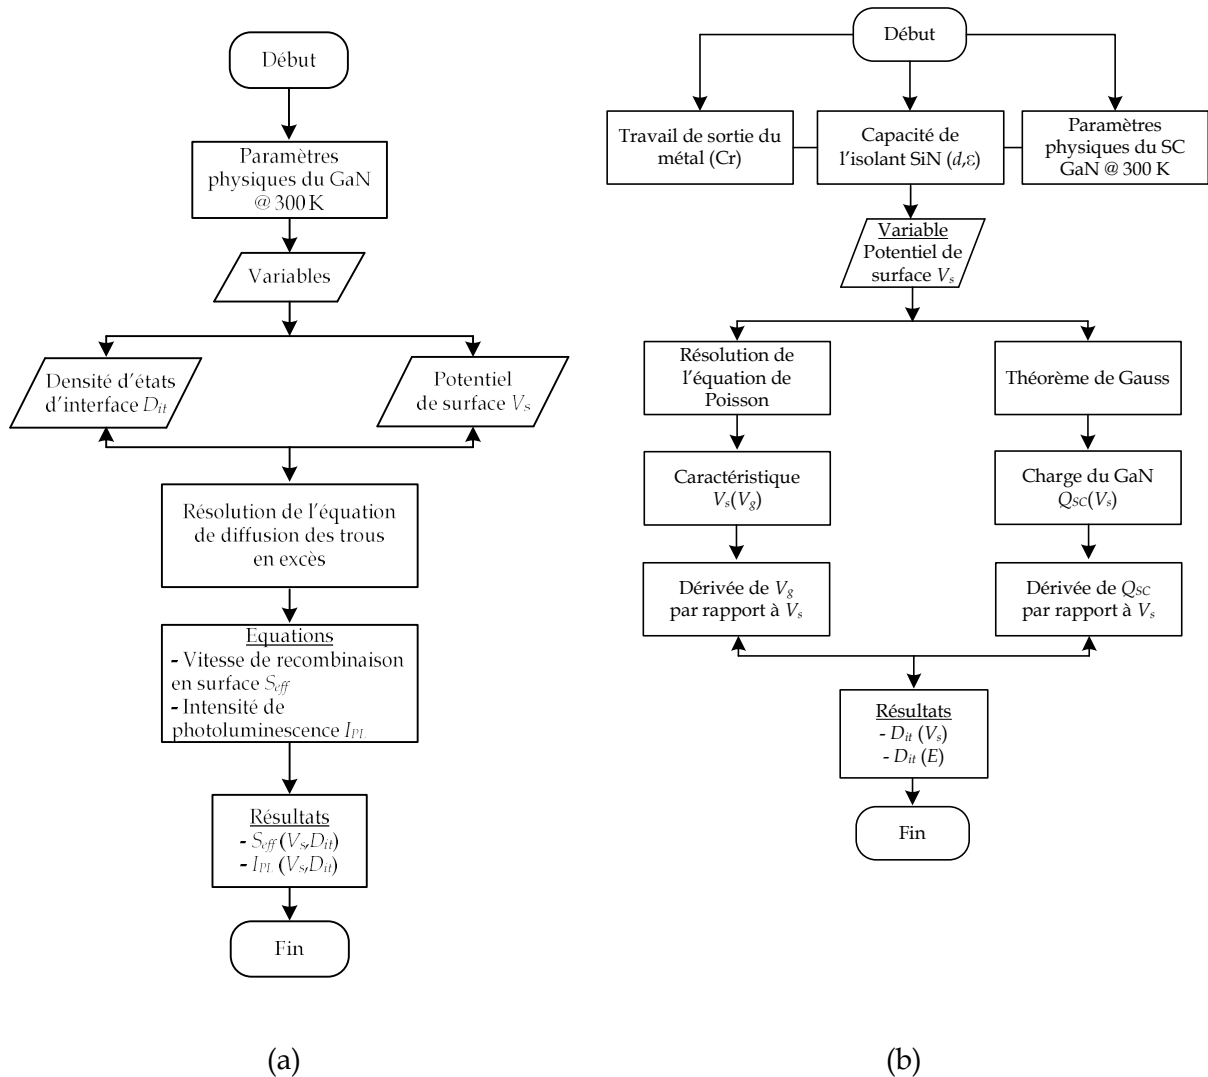 Début
Paramètres
physiques du GaN
@ 300 K
Variables
Densité d'états
d'interface Dit
Potentiel
de surface Vs
Résolution de l'équation
de diffusion des trous
en excès
Equations
- Vitesse de recombinaison
en surface Seff
- Intensité de
photoluminescence IPL
Résultats
- Seff (Vs,Dit)
- IPL (Vs,Dit)
Fin
(a)
Début
Travail de sortie du
métal (Cr)
Capacité de
l'isolant SiN (d,ε)
Paramètres
physiques du SC
GaN @ 300 K
Variable
Potentiel de
surface Vs
Résolution de
l'équation de
Poisson
Théorème de Gauss
Caractéristique
Vs(Vg)
Charge du GaN
QSC(Vs)
Dérivée de Vg
par rapport à Vs
Dérivée de QSC
par rapport à Vs
Résultats
- Dit (Vs)
- Dit (E)
Fin
(b)